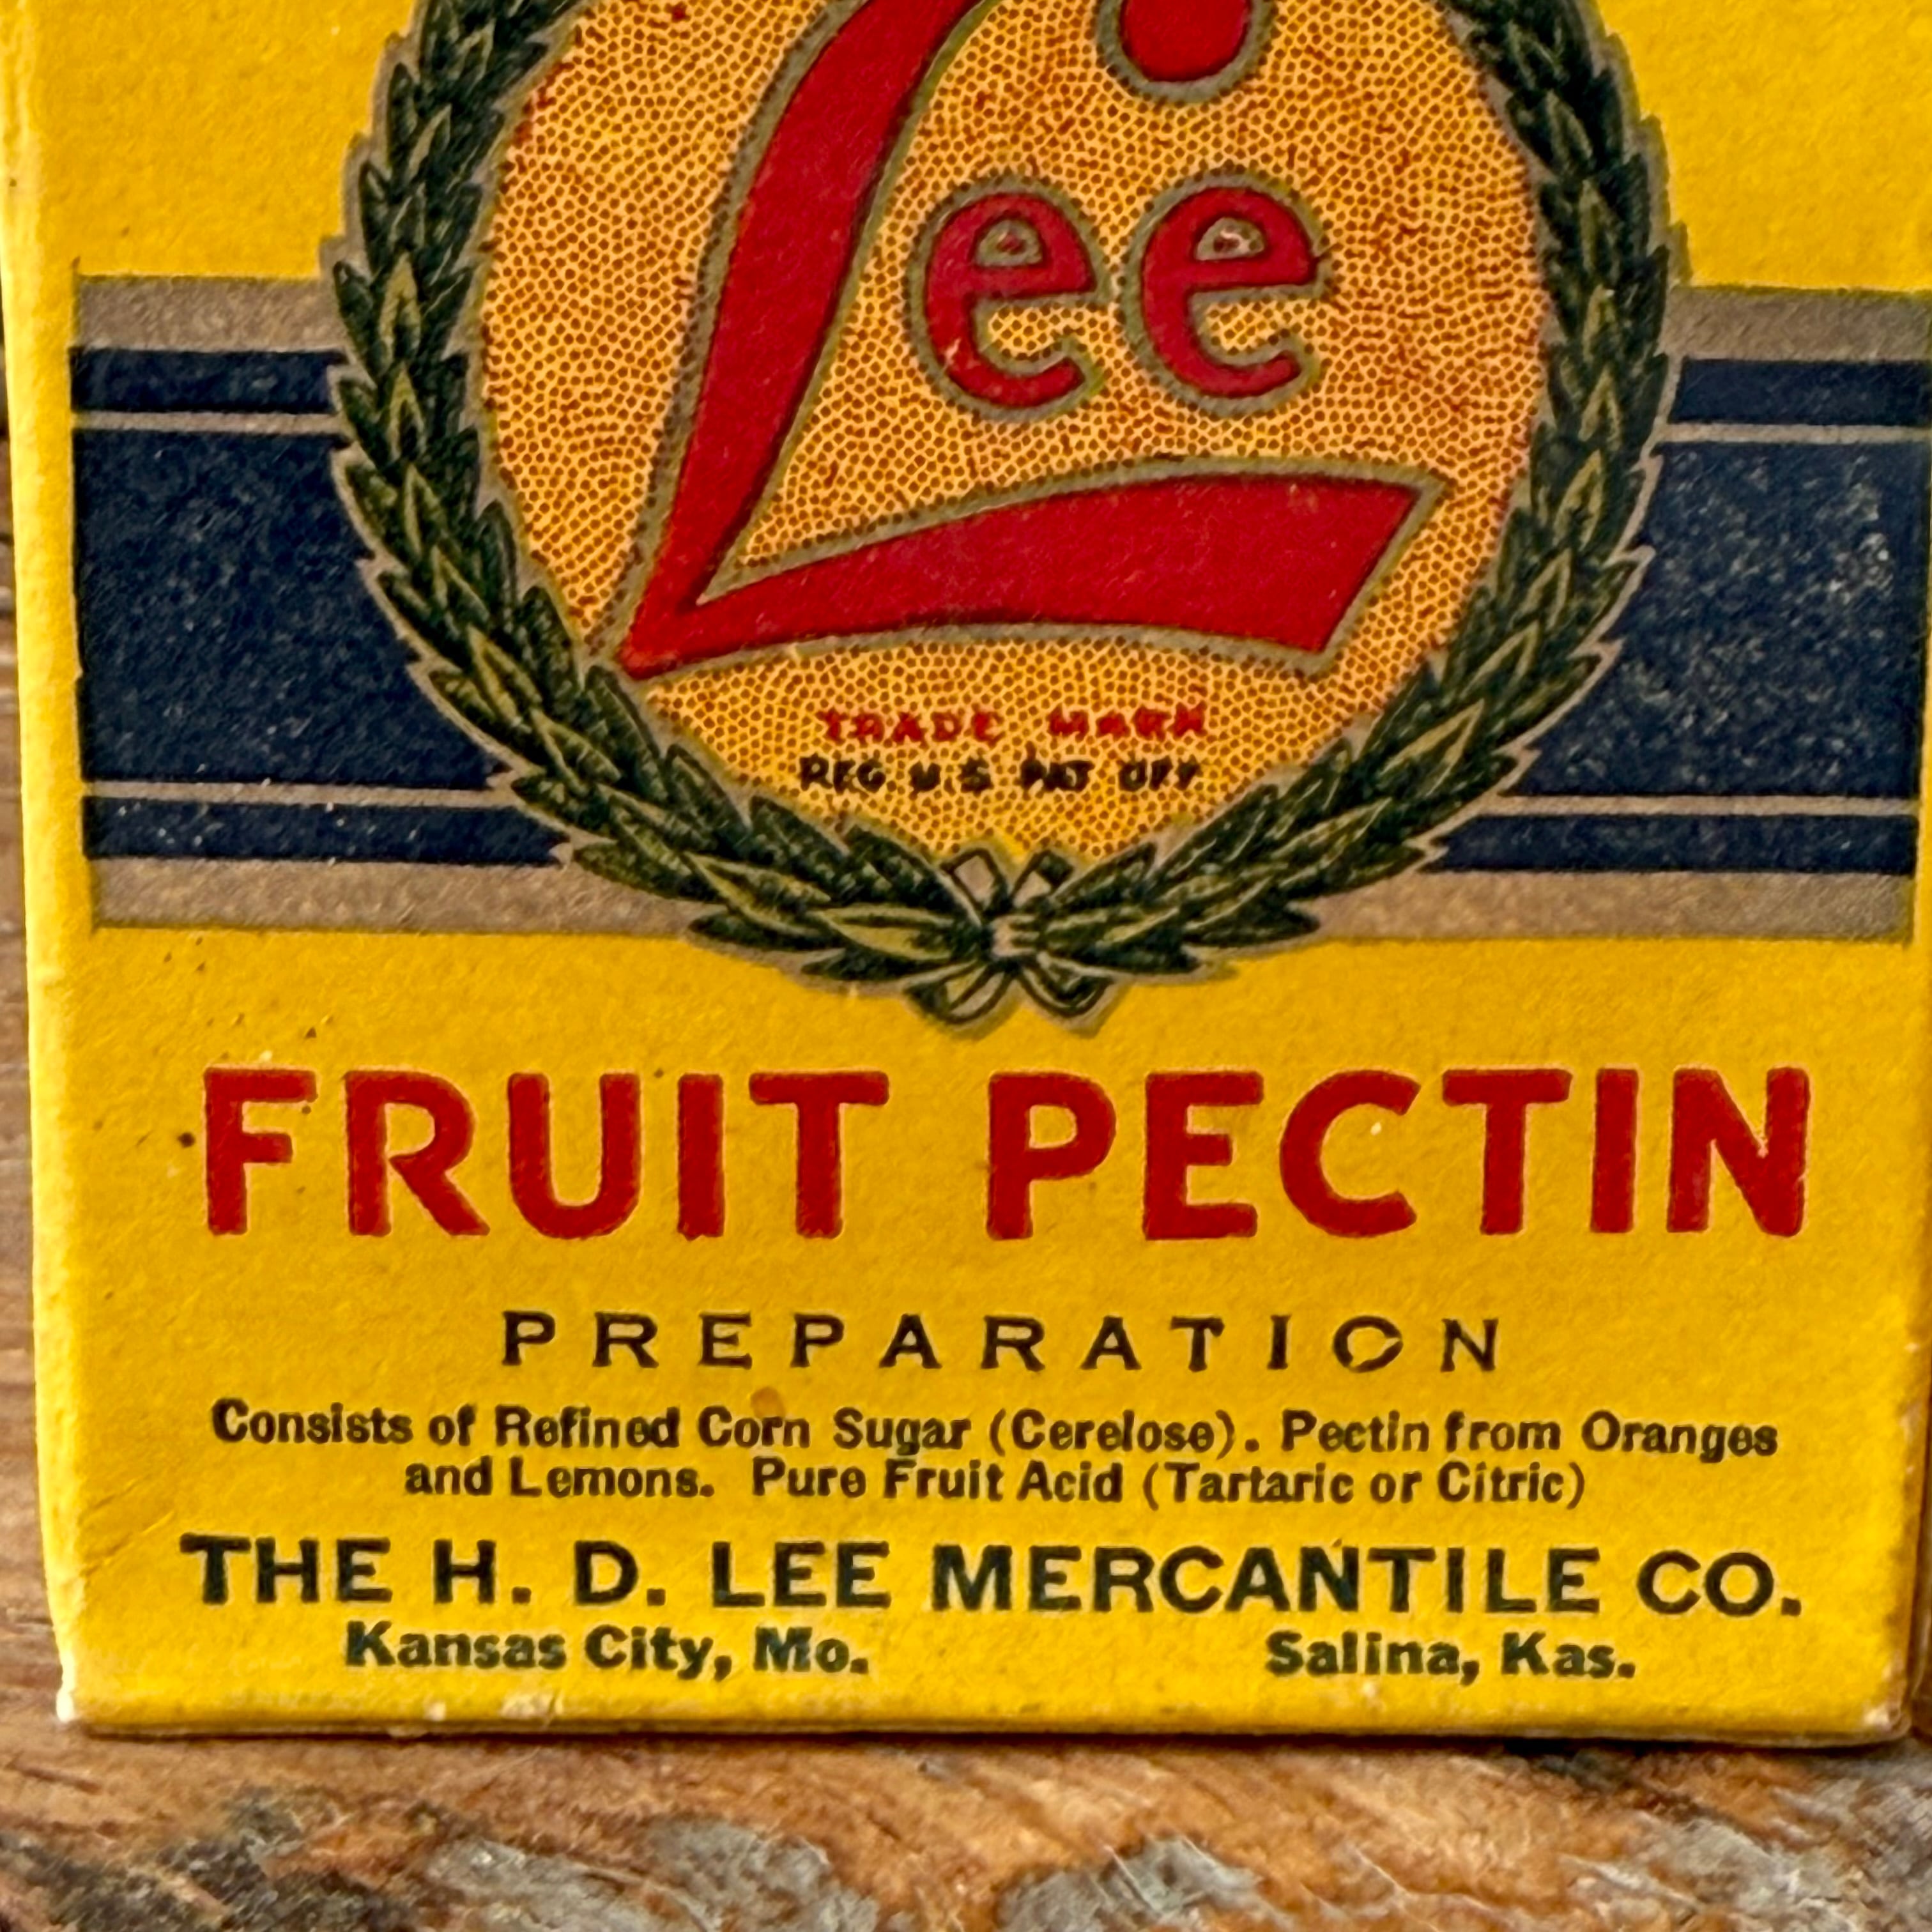 Lee
TRADE MARK
REG. U.S. PAT. OFF.
FRUIT PECTIN
PREPARATION
Consists of Refined Corn Sugar (Cerelose). Pectin from Oranges
and Lemons. Pure Fruit Acid (Tartaric or Citric)
THE H. D. LEE MERCANTILE CO.
Kansas City, Mo. Salina, Kas.